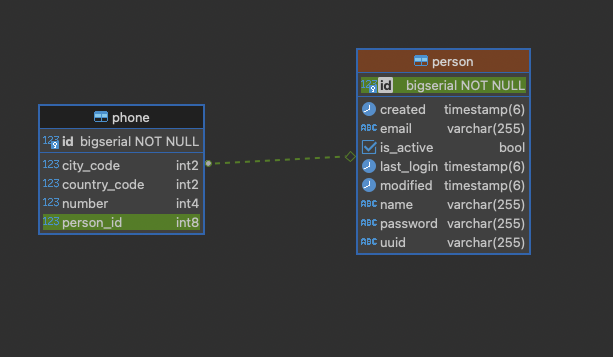 phone
123 id bigserial NOT NULL
123 city_code int2
123 country_code int2
123 number int4
123 person_id int8
person
123 id bigserial NOT NULL
created timestamp(6)
ABC email varchar(255)
is_active bool
last_login timestamp(6)
modified timestamp(6)
ABC name varchar(255)
ABC password varchar(255)
ABC uuid varchar(255)